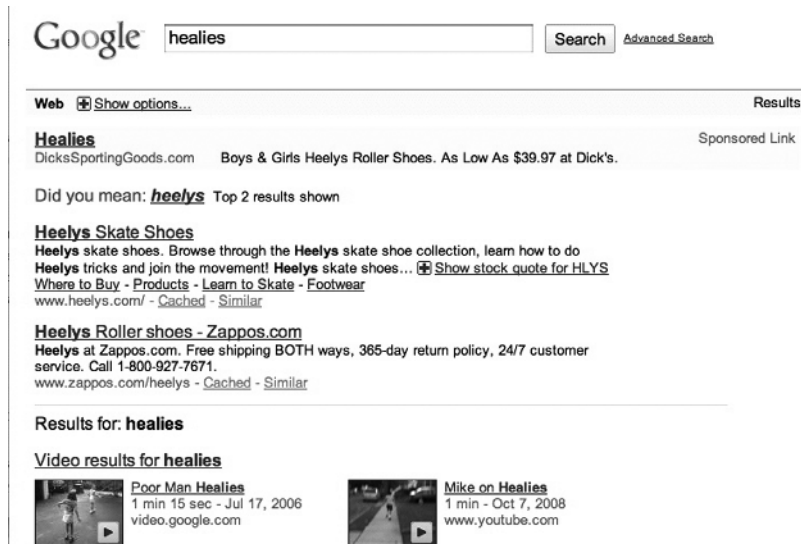 Google healies Search Advanced Search
Web Show options... Results
Healies Sponsored Link
DicksSportingGoods.com Boys & Girls Heelys Roller Shoes. As Low As $39.97 at Dick's.
Did you mean: heelys Top 2 results shown
Heelys Skate Shoes
Heelys skate shoes. Browse through the Heelys skate shoe collection, learn how to do
Heelys tricks and join the movement! Heelys skate shoes... Show stock quote for HLYS
Where to Buy - Products - Learn to Skate - Footwear
www.heelys.com/ - Cached - Similar
Heelys Roller shoes - Zappos.com
Heelys at Zappos.com. Free shipping BOTH ways, 365-day return policy, 24/7 customer
service. Call 1-800-927-7671.
www.zappos.com/heelys - Cached - Similar
Results for: healies
Video results for healies
Poor Man Healies
1 min 15 sec - Jul 17, 2006
video.google.com
Mike on Healies
1 min - Oct 7, 2008
www.youtube.com